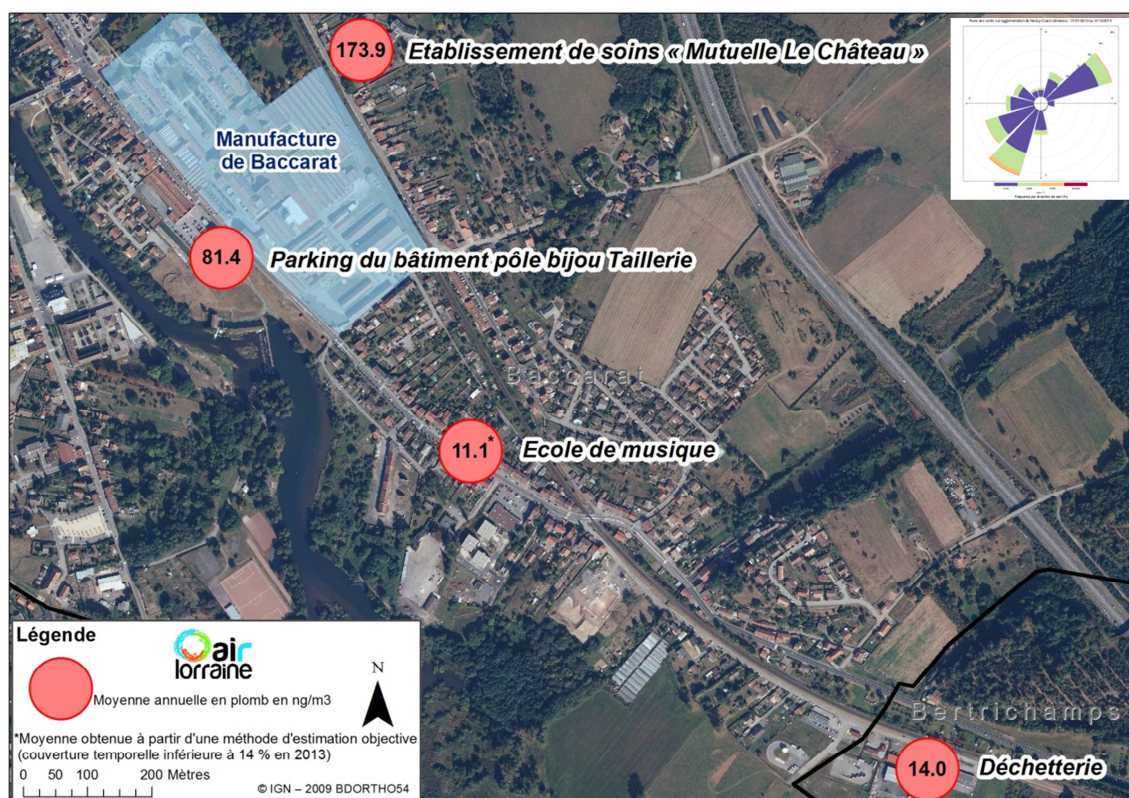 173.9
Etablissement de soins « Mutuelle Le Château »
Manufacture
de Baccarat
81.4
Parking du bâtiment pôle bijou Taillerie
Baccarat
11.1*
Ecole de musique
Légende
air
lorraine
N
Moyenne annuelle en plomb en ng/m3
*Moyenne obtenue à partir d'une méthode d'estimation objective
(couverture temporelle inférieure à 14 % en 2013)
0 50 100 200 Mètres
© IGN – 2009 BDORTHO54
Bertrichamps
14.0
Déchetterie